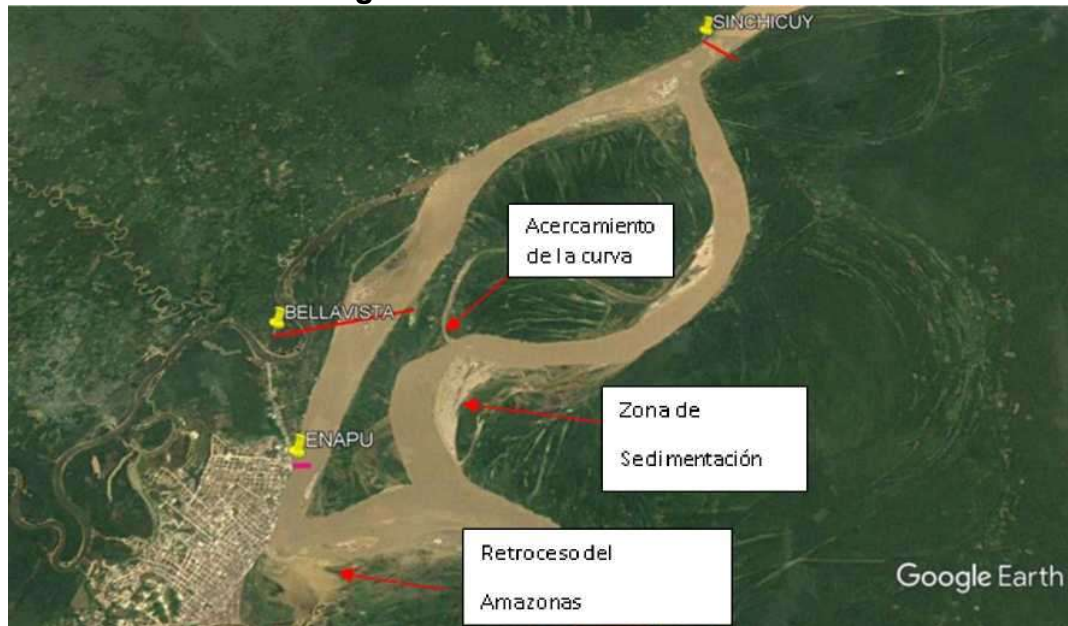 SINCHICUY
Acercamiento
de la curva
BELLAVISTA
Zona de
Sedimentación
ENAPU
Retroceso del
Amazonas
Google Earth